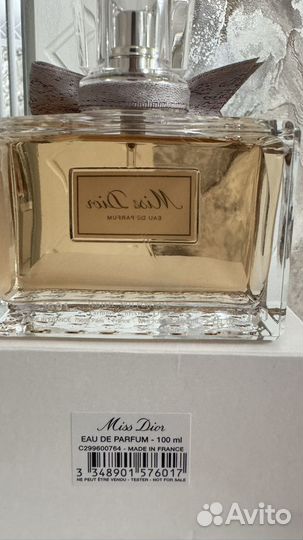 Miss Dior
EAU DE PARFUM
Miss Dior
EAU DE PARFUM - 100 ml
C299600764 - MADE IN FRANCE
3 348901 576017
NE PEUT ÊTRE VENDU - TESTER - NOT FOR SALE
Avito